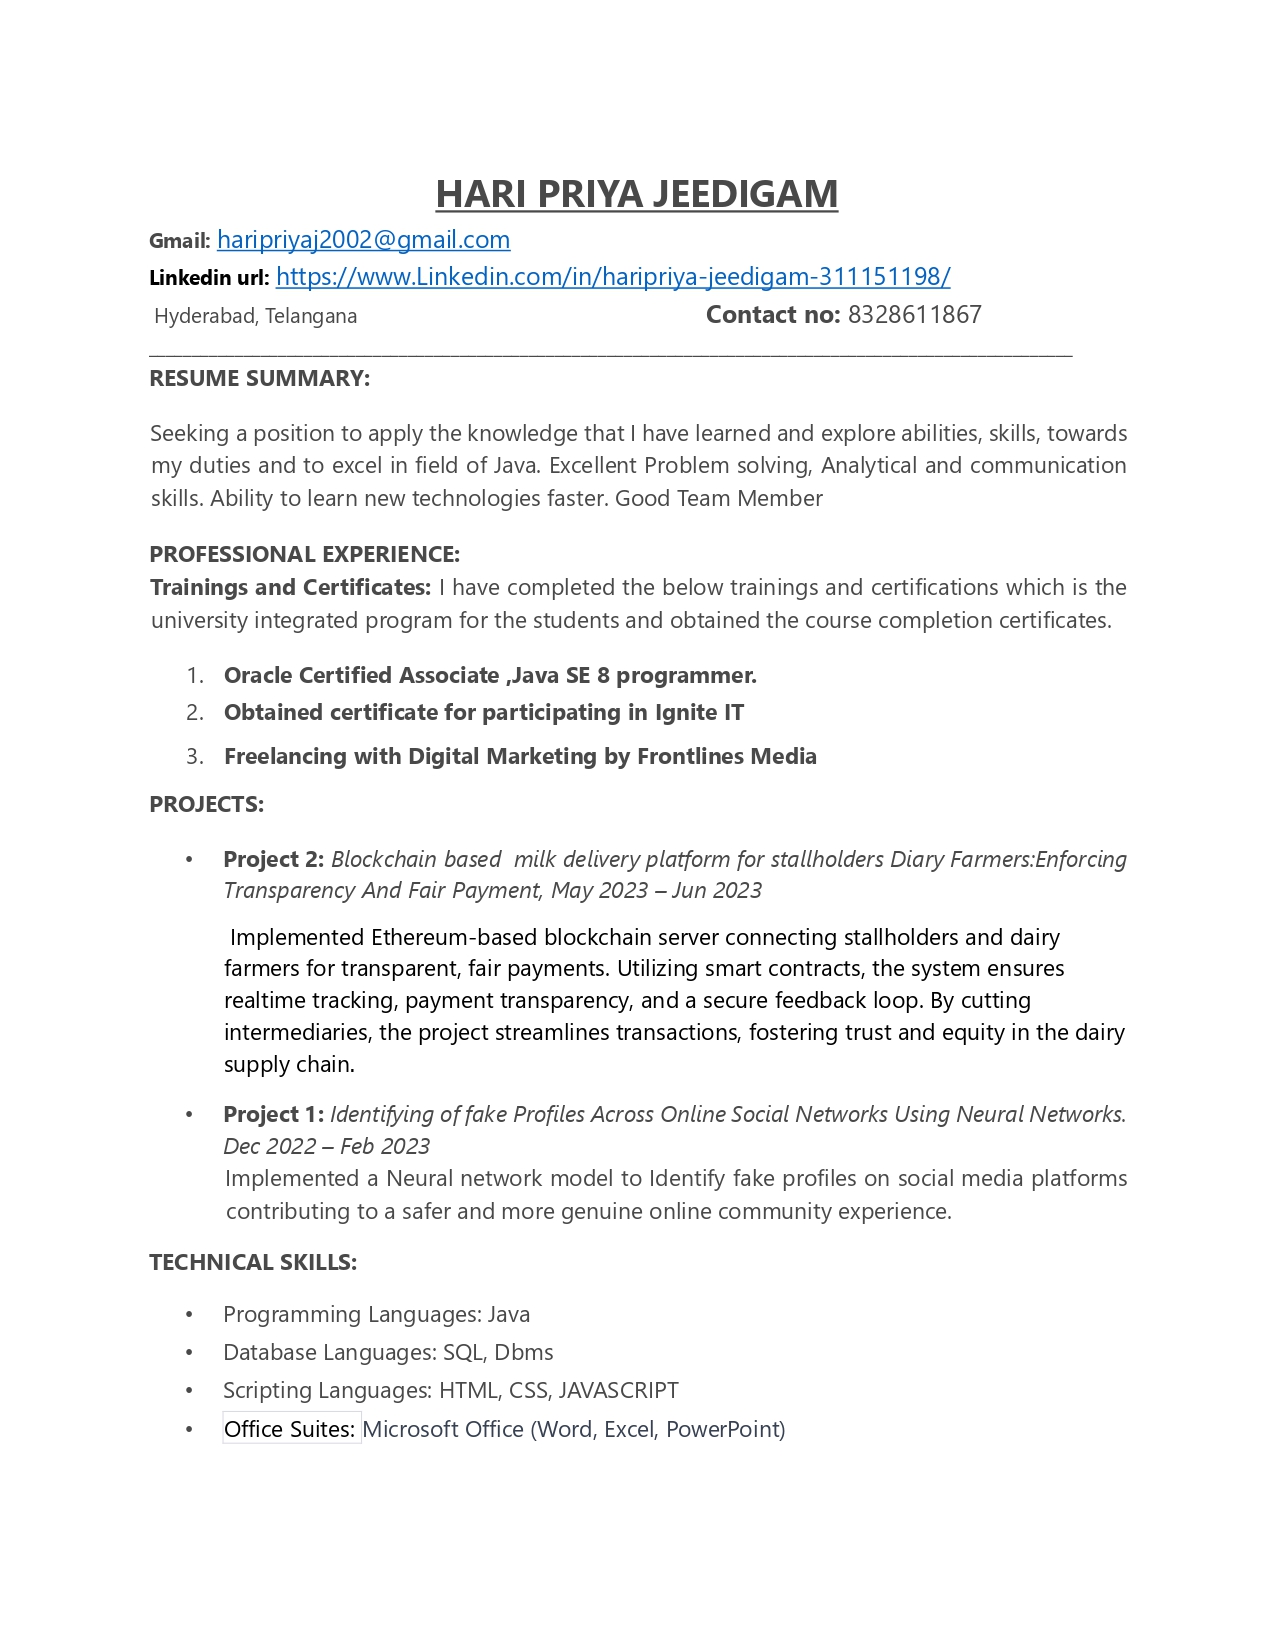 HARI PRIYA JEEDIGAM
Gmail: haripriyaj2002@gmail.com
Linkedin url: https://www.Linkedin.com/in/haripriya-jeedigam-311151198/
Hyderabad, Telangana Contact no: 8328611867
RESUME SUMMARY:
Seeking a position to apply the knowledge that I have learned and explore abilities, skills, towards
my duties and to excel in field of Java. Excellent Problem solving, Analytical and communication
skills. Ability to learn new technologies faster. Good Team Member
PROFESSIONAL EXPERIENCE:
Trainings and Certificates: I have completed the below trainings and certifications which is the
university integrated program for the students and obtained the course completion certificates.
1. Oracle Certified Associate ,Java SE 8 programmer.
2. Obtained certificate for participating in Ignite IT
3. Freelancing with Digital Marketing by Frontlines Media
PROJECTS:
• Project 2: Blockchain based milk delivery platform for stallholders Diary Farmers:Enforcing
Transparency And Fair Payment, May 2023 – Jun 2023
Implemented Ethereum-based blockchain server connecting stallholders and dairy
farmers for transparent, fair payments. Utilizing smart contracts, the system ensures
realtime tracking, payment transparency, and a secure feedback loop. By cutting
intermediaries, the project streamlines transactions, fostering trust and equity in the dairy
supply chain.
• Project 1: Identifying of fake Profiles Across Online Social Networks Using Neural Networks.
Dec 2022 – Feb 2023
Implemented a Neural network model to Identify fake profiles on social media platforms
contributing to a safer and more genuine online community experience.
TECHNICAL SKILLS:
• Programming Languages: Java
• Database Languages: SQL, Dbms
• Scripting Languages: HTML, CSS, JAVASCRIPT
• Office Suites: Microsoft Office (Word, Excel, PowerPoint)